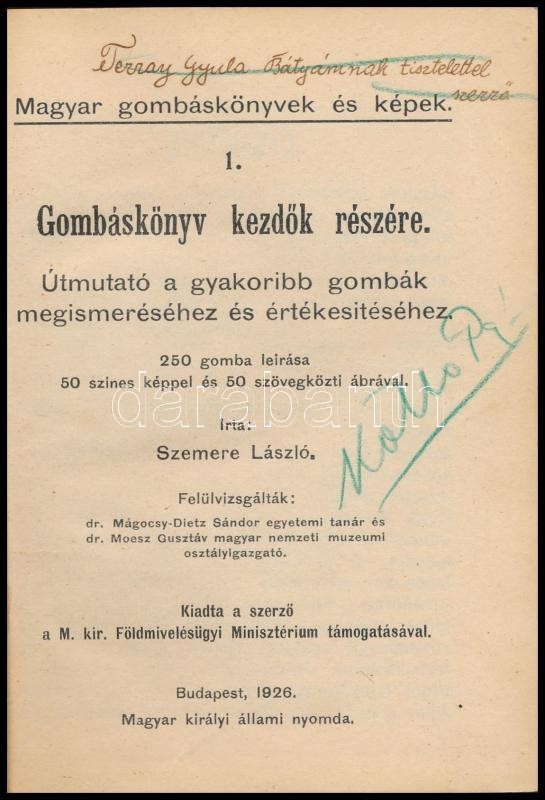 Terray Gyula Bátyámnak tisztelettel
szerző
Magyar gombáskönyvek és képek.
1.
Gombáskönyv kezdők részére.
Útmutató a gyakoribb gombák
megismeréséhez és értékesitéséhez.
250 gomba leirása
50 szines képpel és 50 szövegközti ábrával.
darabanth
Irta:
Szemere László.
Felülvizsgálták:
dr. Mágocsy-Dietz Sándor egyetemi tanár és
dr. Moesz Gusztáv magyar nemzeti muzeumi
osztályigazgató.
Kiadta a szerző
a M. kir. Földmivelésügyi Minisztérium támogatásával.
Budapest, 1926.
Magyar királyi állami nyomda.